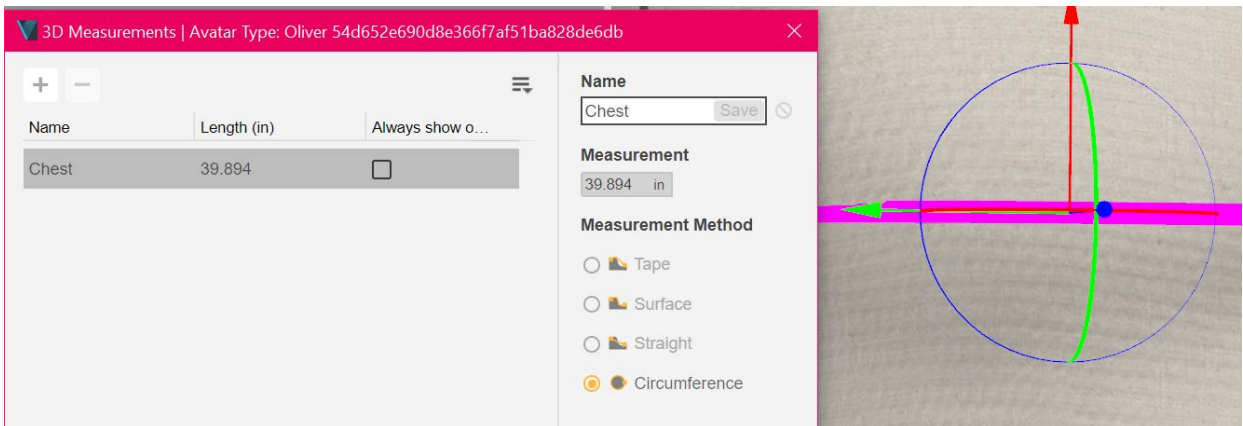 3D Measurements | Avatar Type: Oliver 54d652e690d8e366f7af51ba828de6db
Name
Length (in)
Always show o...
Chest
39.894
Name
Chest
Save
Measurement
39.894 in
Measurement Method
Tape
Surface
Straight
Circumference